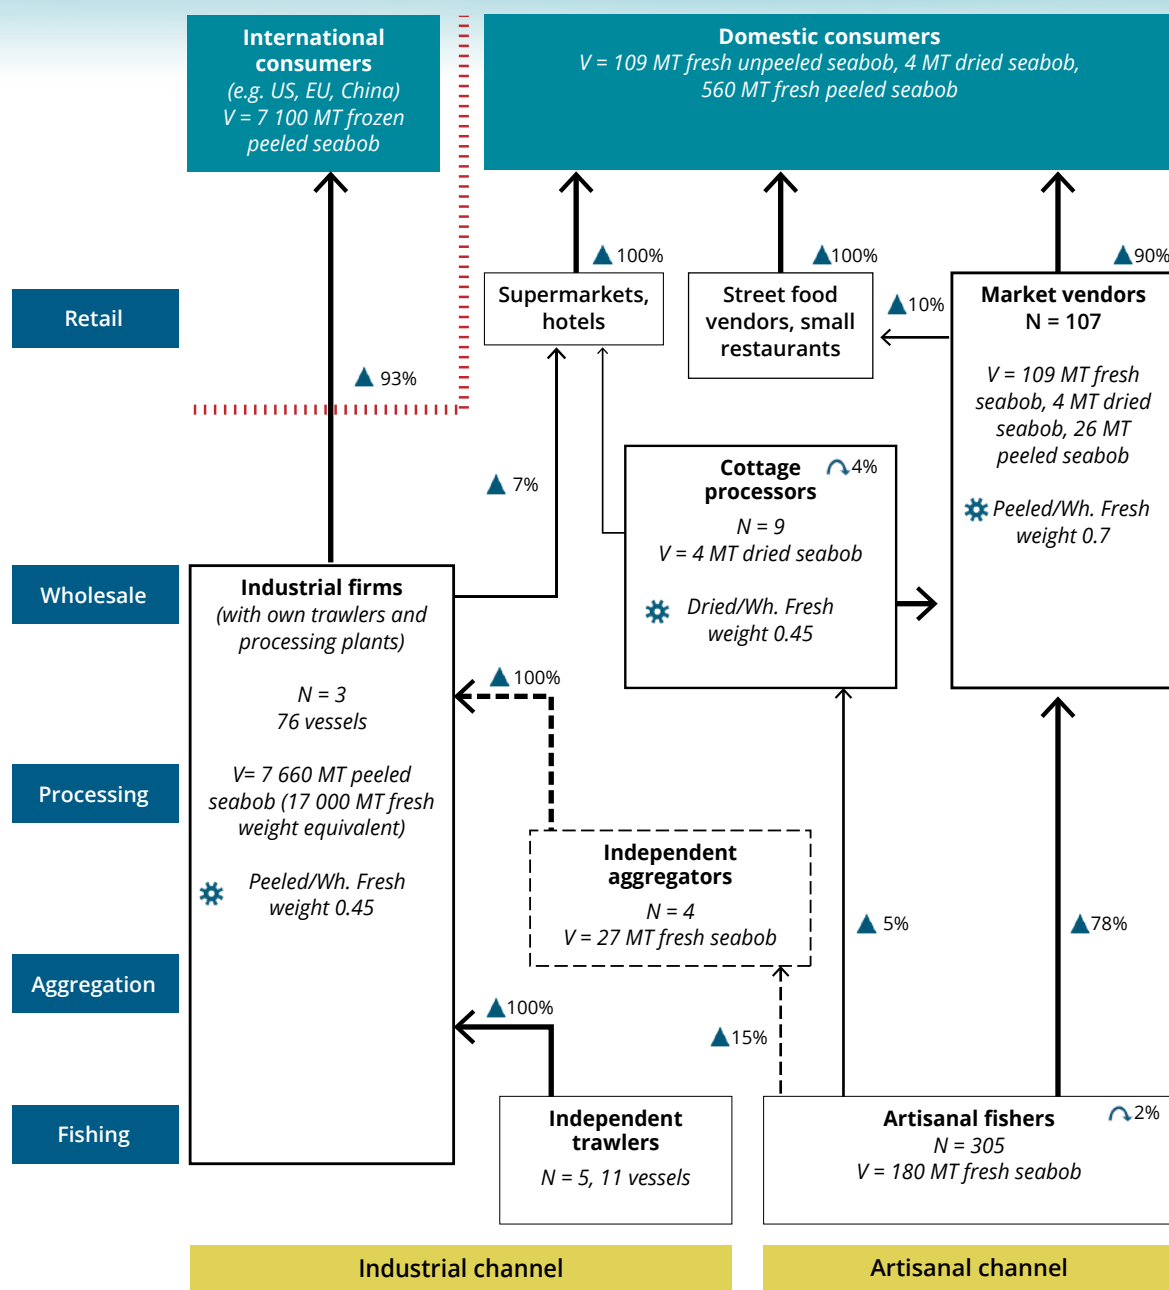 International
consumers
(e.g. US, EU, China)
V = 7 100 MT frozen
peeled seabob
Domestic consumers
V = 109 MT fresh unpeeled seabob, 4 MT dried seabob,
560 MT fresh peeled seabob
100%
100%
90%
Retail
Supermarkets,
hotels
Street food
vendors, small
restaurants
10%
Market vendors
N = 107
V = 109 MT fresh
seabob, 4 MT dried
seabob, 26 MT
peeled seabob
Peeled/Wh. Fresh
weight 0.7
93%
7%
Cottage
processors
4%
N = 9
V = 4 MT dried seabob
Dried/Wh. Fresh
weight 0.45
Wholesale
Industrial firms
(with own trawlers and
processing plants)
N = 3
76 vessels
V= 7 660 MT peeled
seabob (17 000 MT fresh
weight equivalent)
Peeled/Wh. Fresh
weight 0.45
100%
Processing
Independent
aggregators
N = 4
V = 27 MT fresh seabob
5%
78%
Aggregation
100%
15%
Fishing
Independent
trawlers
N = 5, 11 vessels
Artisanal fishers
2%
N = 305
V = 180 MT fresh seabob
Industrial channel
Artisanal channel